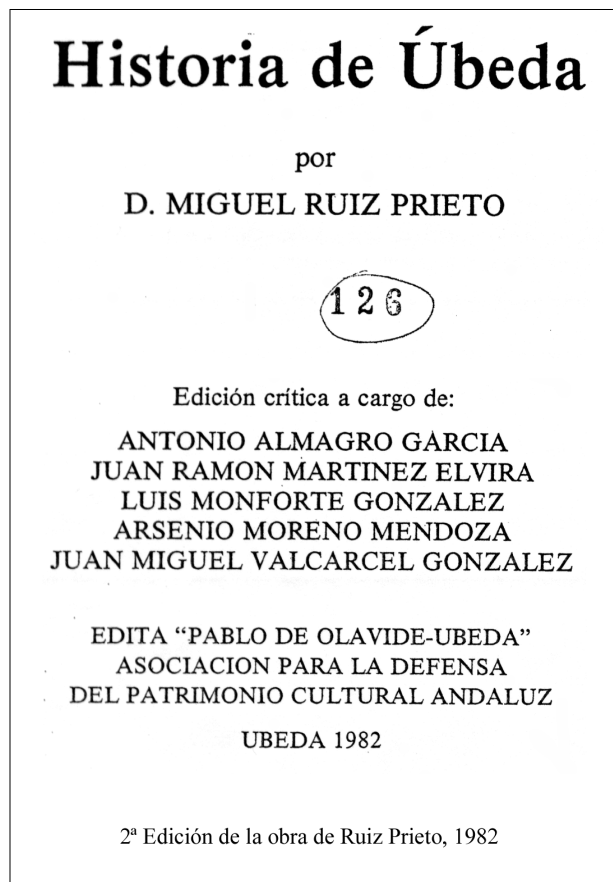 Historia de Úbeda
por
D. MIGUEL RUIZ PRIETO
126
Edición crítica a cargo de:
ANTONIO ALMAGRO GARCIA
JUAN RAMON MARTINEZ ELVIRA
LUIS MONFORTE GONZALEZ
ARSENIO MORENO MENDOZA
JUAN MIGUEL VALCARCEL GONZALEZ
EDITA “PABLO DE OLAVIDE-UBEDA”
ASOCIACION PARA LA DEFENSA
DEL PATRIMONIO CULTURAL ANDALUZ
UBEDA 1982
2ª Edición de la obra de Ruiz Prieto, 1982